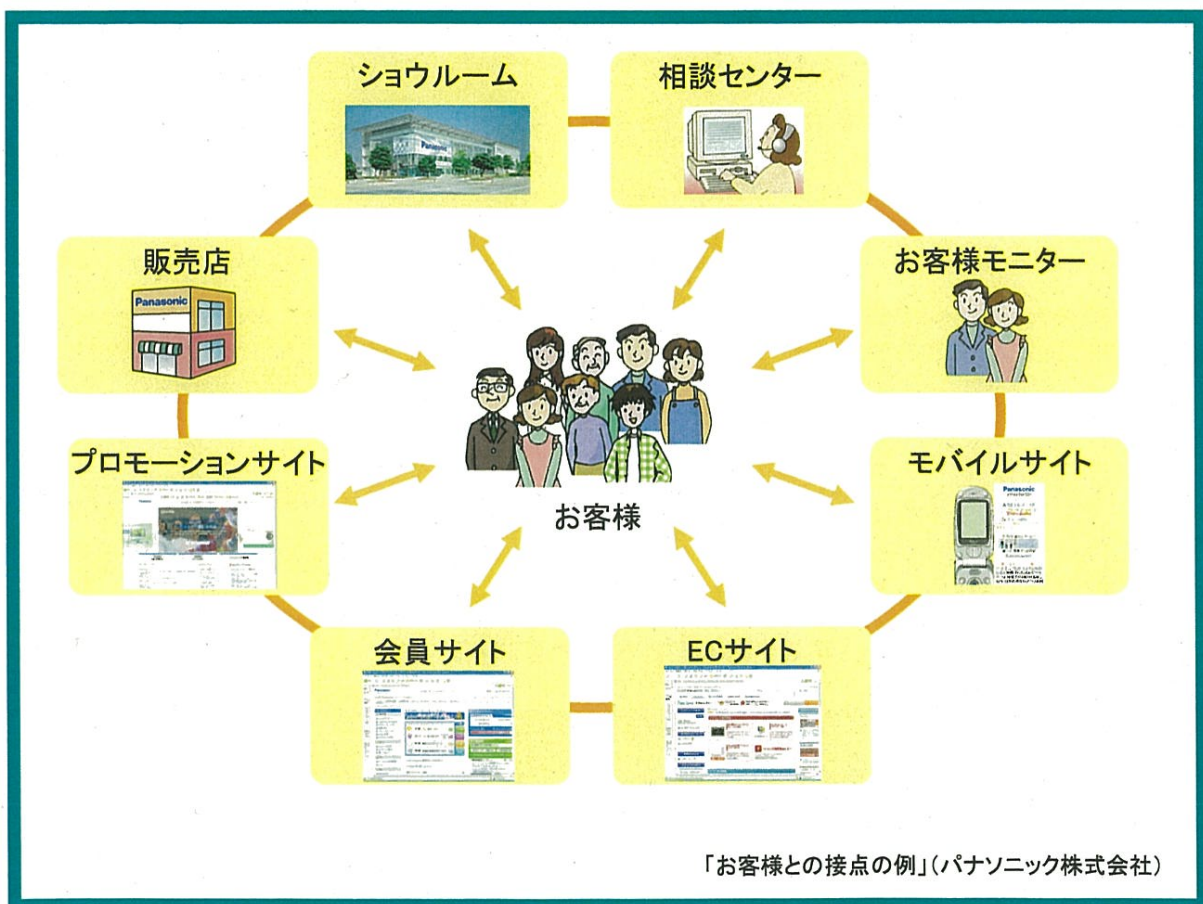 ショウルーム
Panasonic
相談センター
販売店
Panasonic
お客様モニター
プロモーションサイト
お客様
モバイルサイト
Panasonic
会員サイト
ECサイト
「お客様との接点の例」(パナソニック株式会社)